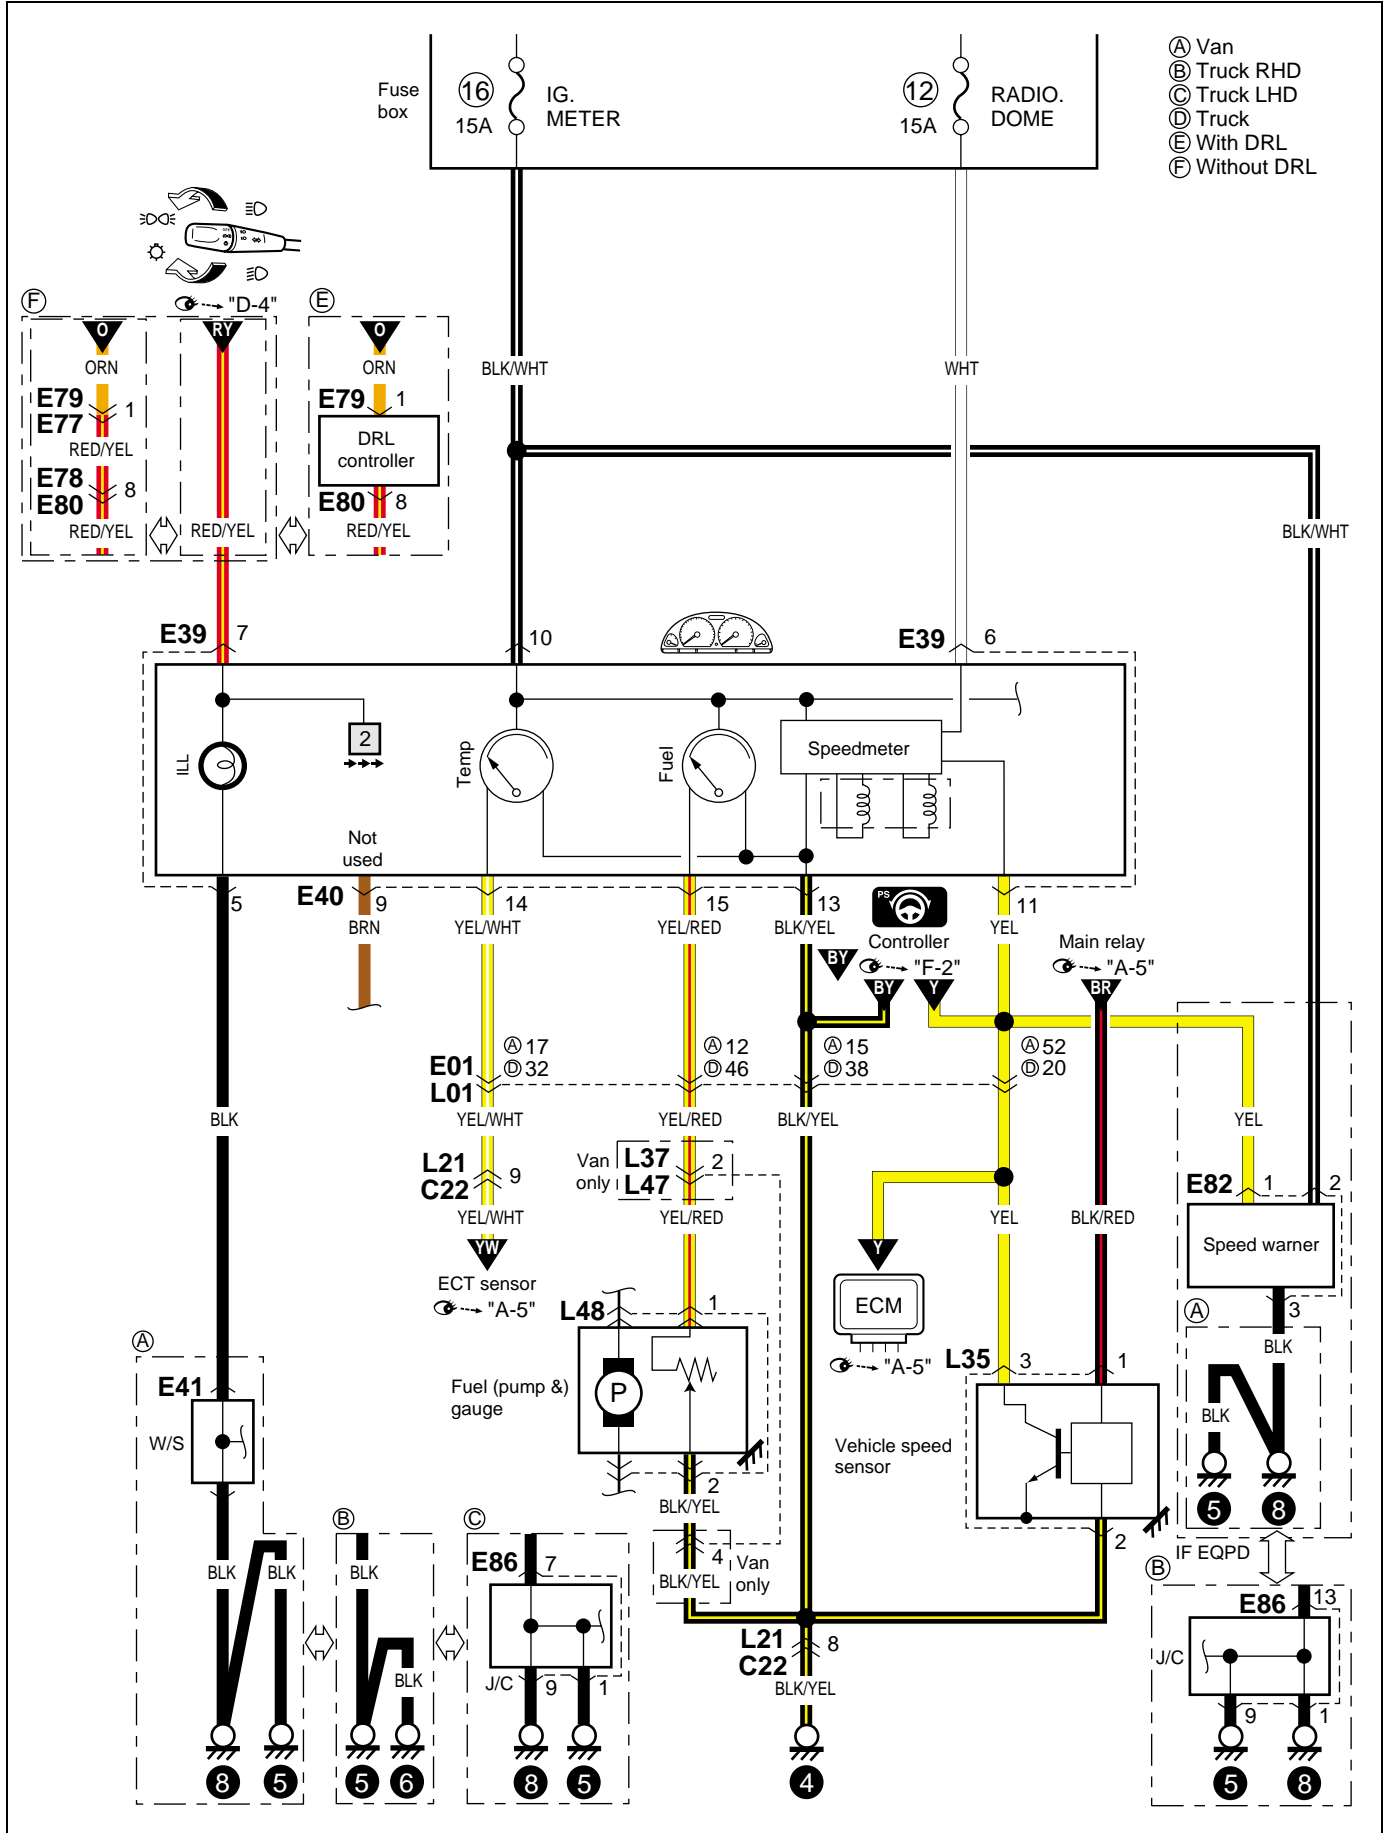 Fuse
box
16
15A
IG.
METER
12
15A
RADIO.
DOME
A Van
B Truck RHD
C Truck LHD
D Truck
E With DRL
F Without DRL
"D-4"
F
E
O
RY
O
ORN
ORN
BLK/WHT
WHT
E79
1
E77
E79
1
RED/YEL
DRL
controller
E78
8
E80
E80
8
RED/YEL
RED/YEL
RED/YEL
BLK/WHT
E39
7
10
E39
6
ILL
2
Temp
Fuel
Speedmeter
Not
used
5
E40
9
14
15
13
11
BRN
YEL/WHT
YEL/RED
BLK/YEL
YEL
PS
Controller
"F-2"
Main relay
"A-5"
BY
BY
Y
BR
A 17
D 32
A 12
D 46
A 15
D 38
A 52
D 20
E01
L01
BLK
YEL/WHT
YEL/RED
BLK/YEL
YEL
L21
9
C22
Van
only
L37
2
L47
E82
1
2
YEL/WHT
YEL/RED
YEL
BLK/RED
YW
Y
Speed warner
ECT sensor
"A-5"
L48
1
ECM
"A-5"
3
A
BLK
A
E41
L35
3
1
Fuel (pump &)
gauge
P
BLK
W/S
Vehicle speed
sensor
2
5
8
BLK/YEL
2
IF EQPD
B
C
4
Van
only
BLK/YEL
B
BLK
BLK
BLK
E86
7
E86
13
L21
8
C22
J/C
BLK
J/C
9
1
BLK/YEL
9
1
8
5
5
6
8
5
4
5
8